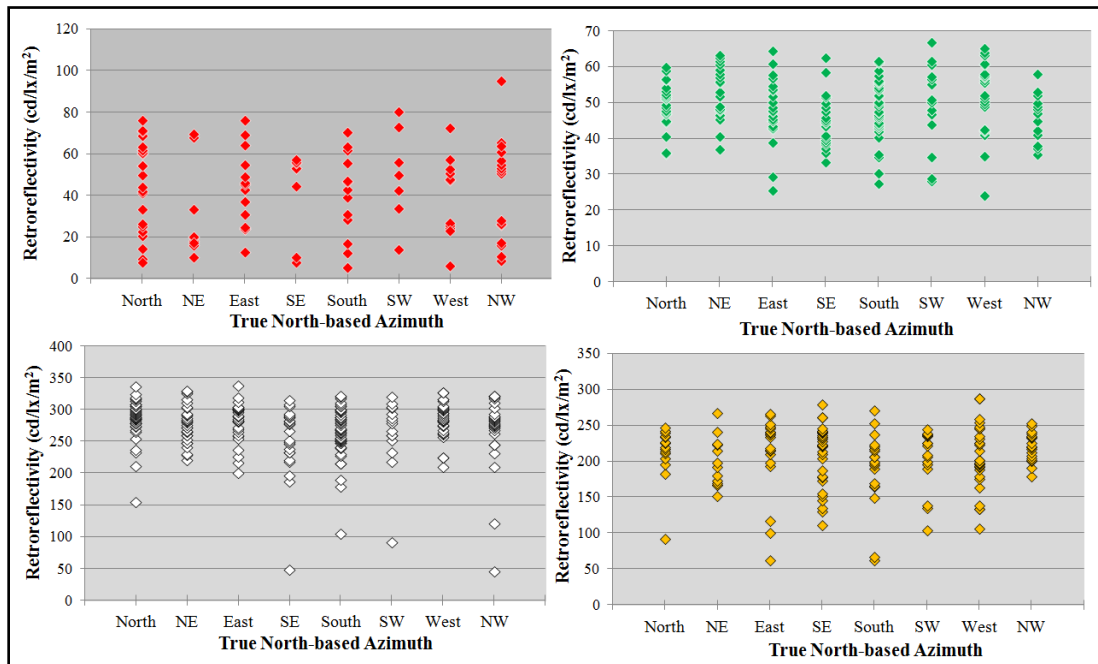 Retroreflectivity (cd/lx/m²)
120
100
80
60
40
20
0
North NE East SE South SW West NW
True North-based Azimuth
Retroreflectivity (cd/lx/m²)
70
60
50
40
30
20
10
0
North NE East SE South SW West NW
True North-based Azimuth
Retroreflectivity (cd/lx/m²)
400
350
300
250
200
150
100
50
0
North NE East SE South SW West NW
True North-based Azimuth
Retroreflectivity (cd/lx/m²)
350
300
250
200
150
100
50
0
North NE East SE South SW West NW
True North-based Azimuth